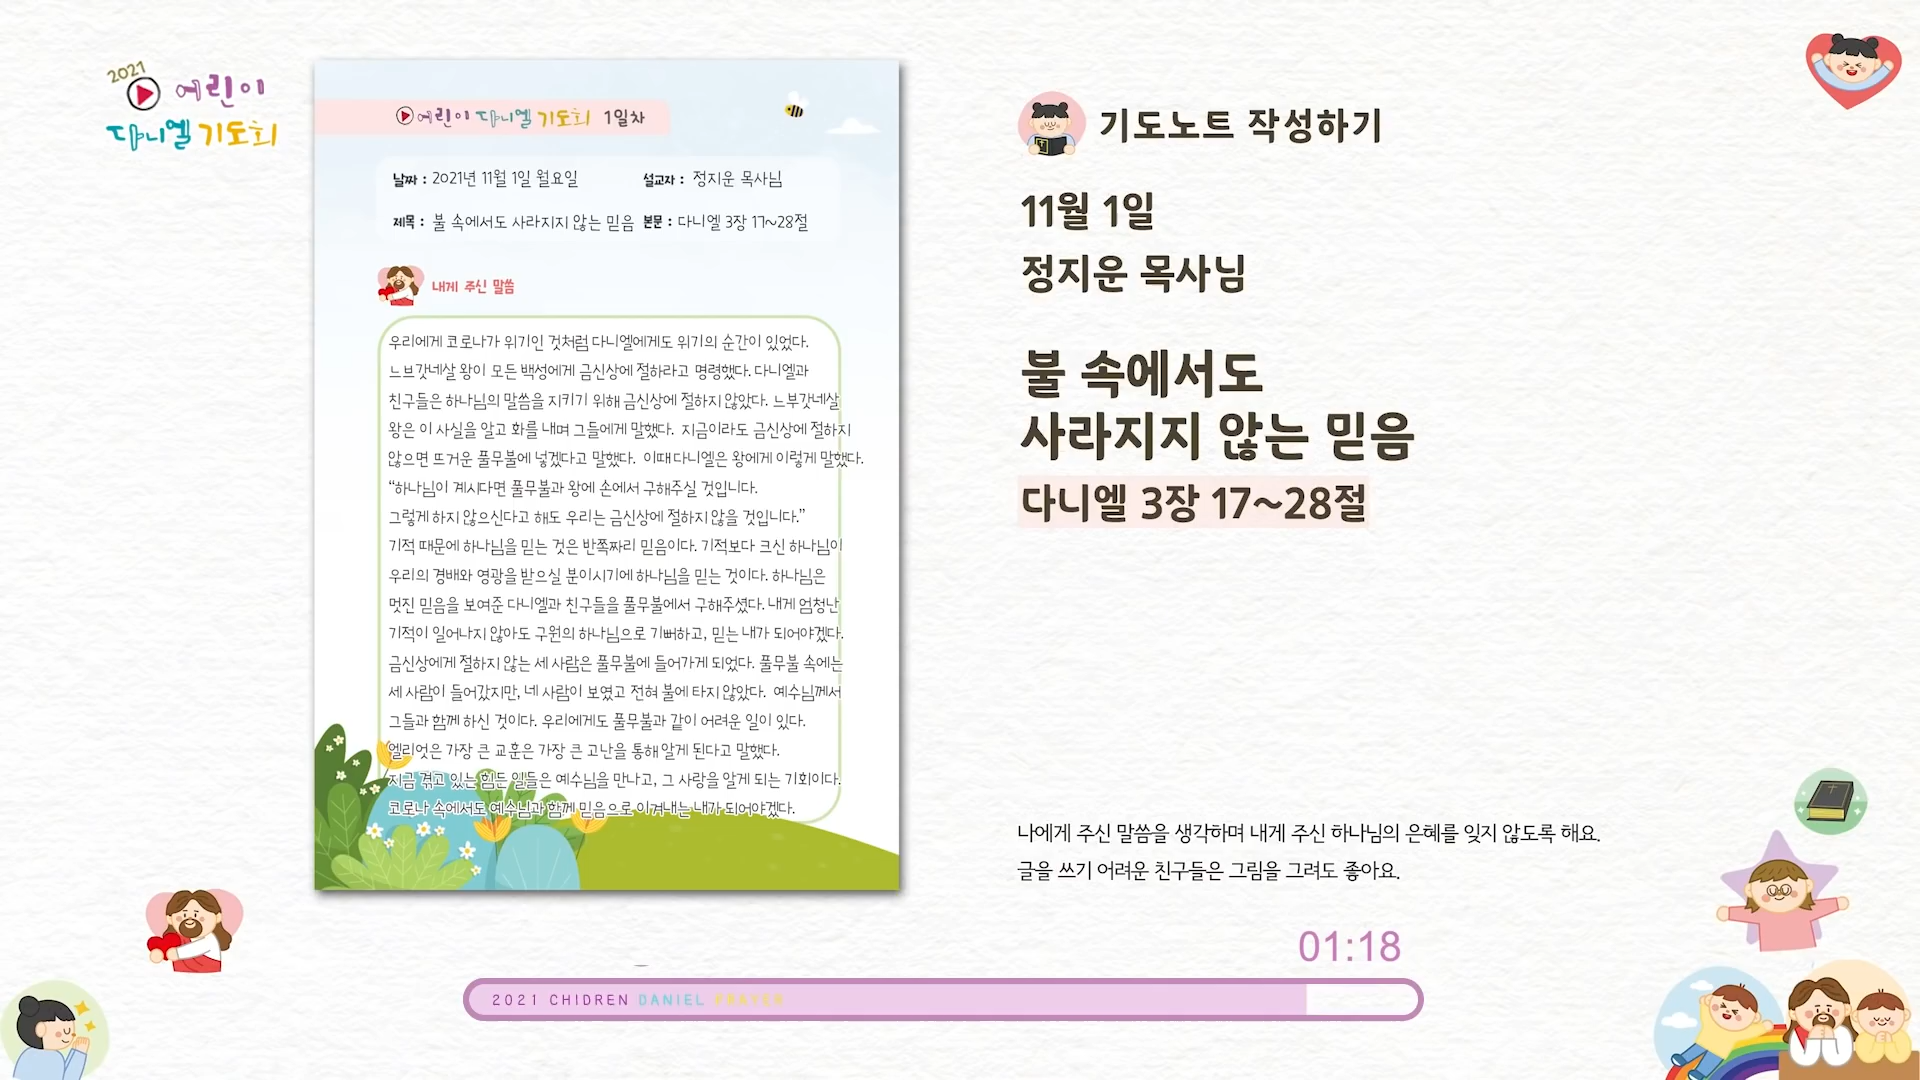 2021
어린이
다니엘 기도회
어린이 다니엘 기도회 1일차
날짜 : 2021년 11월 1일 월요일 설교자 : 정지운 목사님
제목 : 불 속에서도 사라지지 않는 믿음 본문 : 다니엘 3장 17~28절
내게 주신 말씀
우리에게 코로나가 위기인 것처럼 다니엘에게도 위기의 순간이 있었다.
느브갓네살 왕이 모든 백성에게 금신상에 절하라고 명령했다. 다니엘과
친구들은 하나님의 말씀을 지키기 위해 금신상에 절하지 않았다. 느부갓네살
왕은 이 사실을 알고 화를 내며 그들에게 말했다. 지금이라도 금신상에 절하지
않으면 뜨거운 풀무불에 넣겠다고 말했다. 이때 다니엘은 왕에게 이렇게 말했다.
“하나님이 계시다면 풀무불과 왕에 손에서 구해주실 것입니다.
그렇게 하지 않으신다고 해도 우리는 금신상에 절하지 않을 것입니다.”
기적 때문에 하나님을 믿는 것은 반쪽짜리 믿음이다. 기적보다 크신 하나님이
우리의 경배와 영광을 받으실 분이시기에 하나님을 믿는 것이다. 하나님은
멋진 믿음을 보여준 다니엘과 친구들을 풀무불에서 구해주셨다. 내게 엄청난
기적이 일어나지 않아도 구원의 하나님으로 기뻐하고, 믿는 내가 되어야겠다.
금신상에게 절하지 않는 세 사람은 풀무불에 들어가게 되었다. 풀무불 속에는
세 사람이 들어갔지만, 네 사람이 보였고 전혀 불에 타지 않았다. 예수님께서
그들과 함께 하신 것이다. 우리에게도 풀무불과 같이 어려운 일이 있다.
엘리엇은 가장 큰 교훈은 가장 큰 고난을 통해 알게 된다고 말했다.
지금 겪고 있는 힘든 일들은 예수님을 만나고, 그 사랑을 알게 되는 기회이다.
코로나 속에서도 예수님과 함께 믿음으로 이겨내는 내가 되어야겠다.
기도노트 작성하기
11월 1일
정지운 목사님
불 속에서도
사라지지 않는 믿음
다니엘 3장 17~28절
나에게 주신 말씀을 생각하며 내게 주신 하나님의 은혜를 잊지 않도록 해요.
글을 쓰기 어려운 친구들은 그림을 그려도 좋아요.
01:18
2021 CHIDREN DANIEL PRAYER